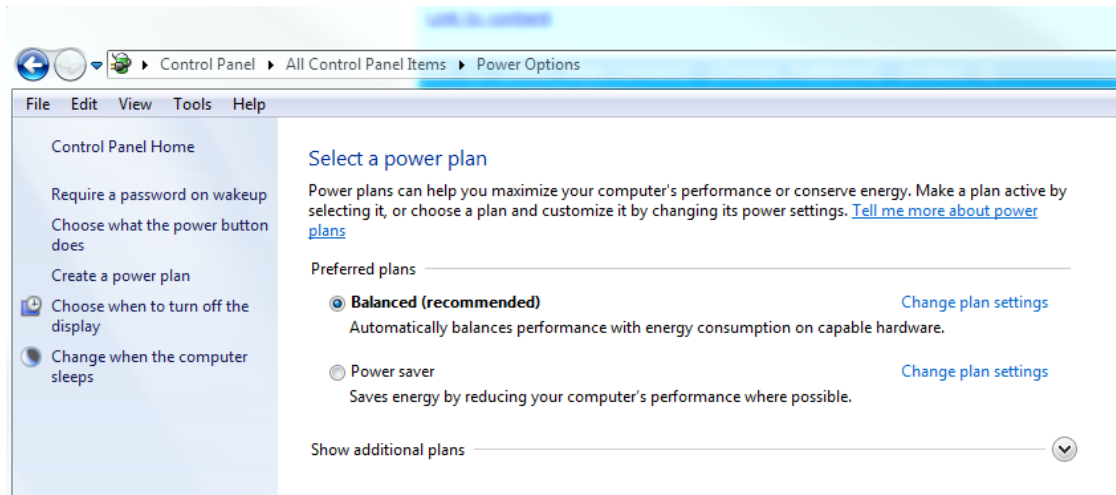 Link to content
Control Panel ▸ All Control Panel Items ▸ Power Options
File Edit View Tools Help
Control Panel Home
Require a password on wakeup
Choose what the power button
does
Create a power plan
Choose when to turn off the
display
Change when the computer
sleeps
Select a power plan
Power plans can help you maximize your computer's performance or conserve energy. Make a plan active by
selecting it, or choose a plan and customize it by changing its power settings. Tell me more about power
plans
Preferred plans
Balanced (recommended) Change plan settings
Automatically balances performance with energy consumption on capable hardware.
Power saver Change plan settings
Saves energy by reducing your computer's performance where possible.
Show additional plans